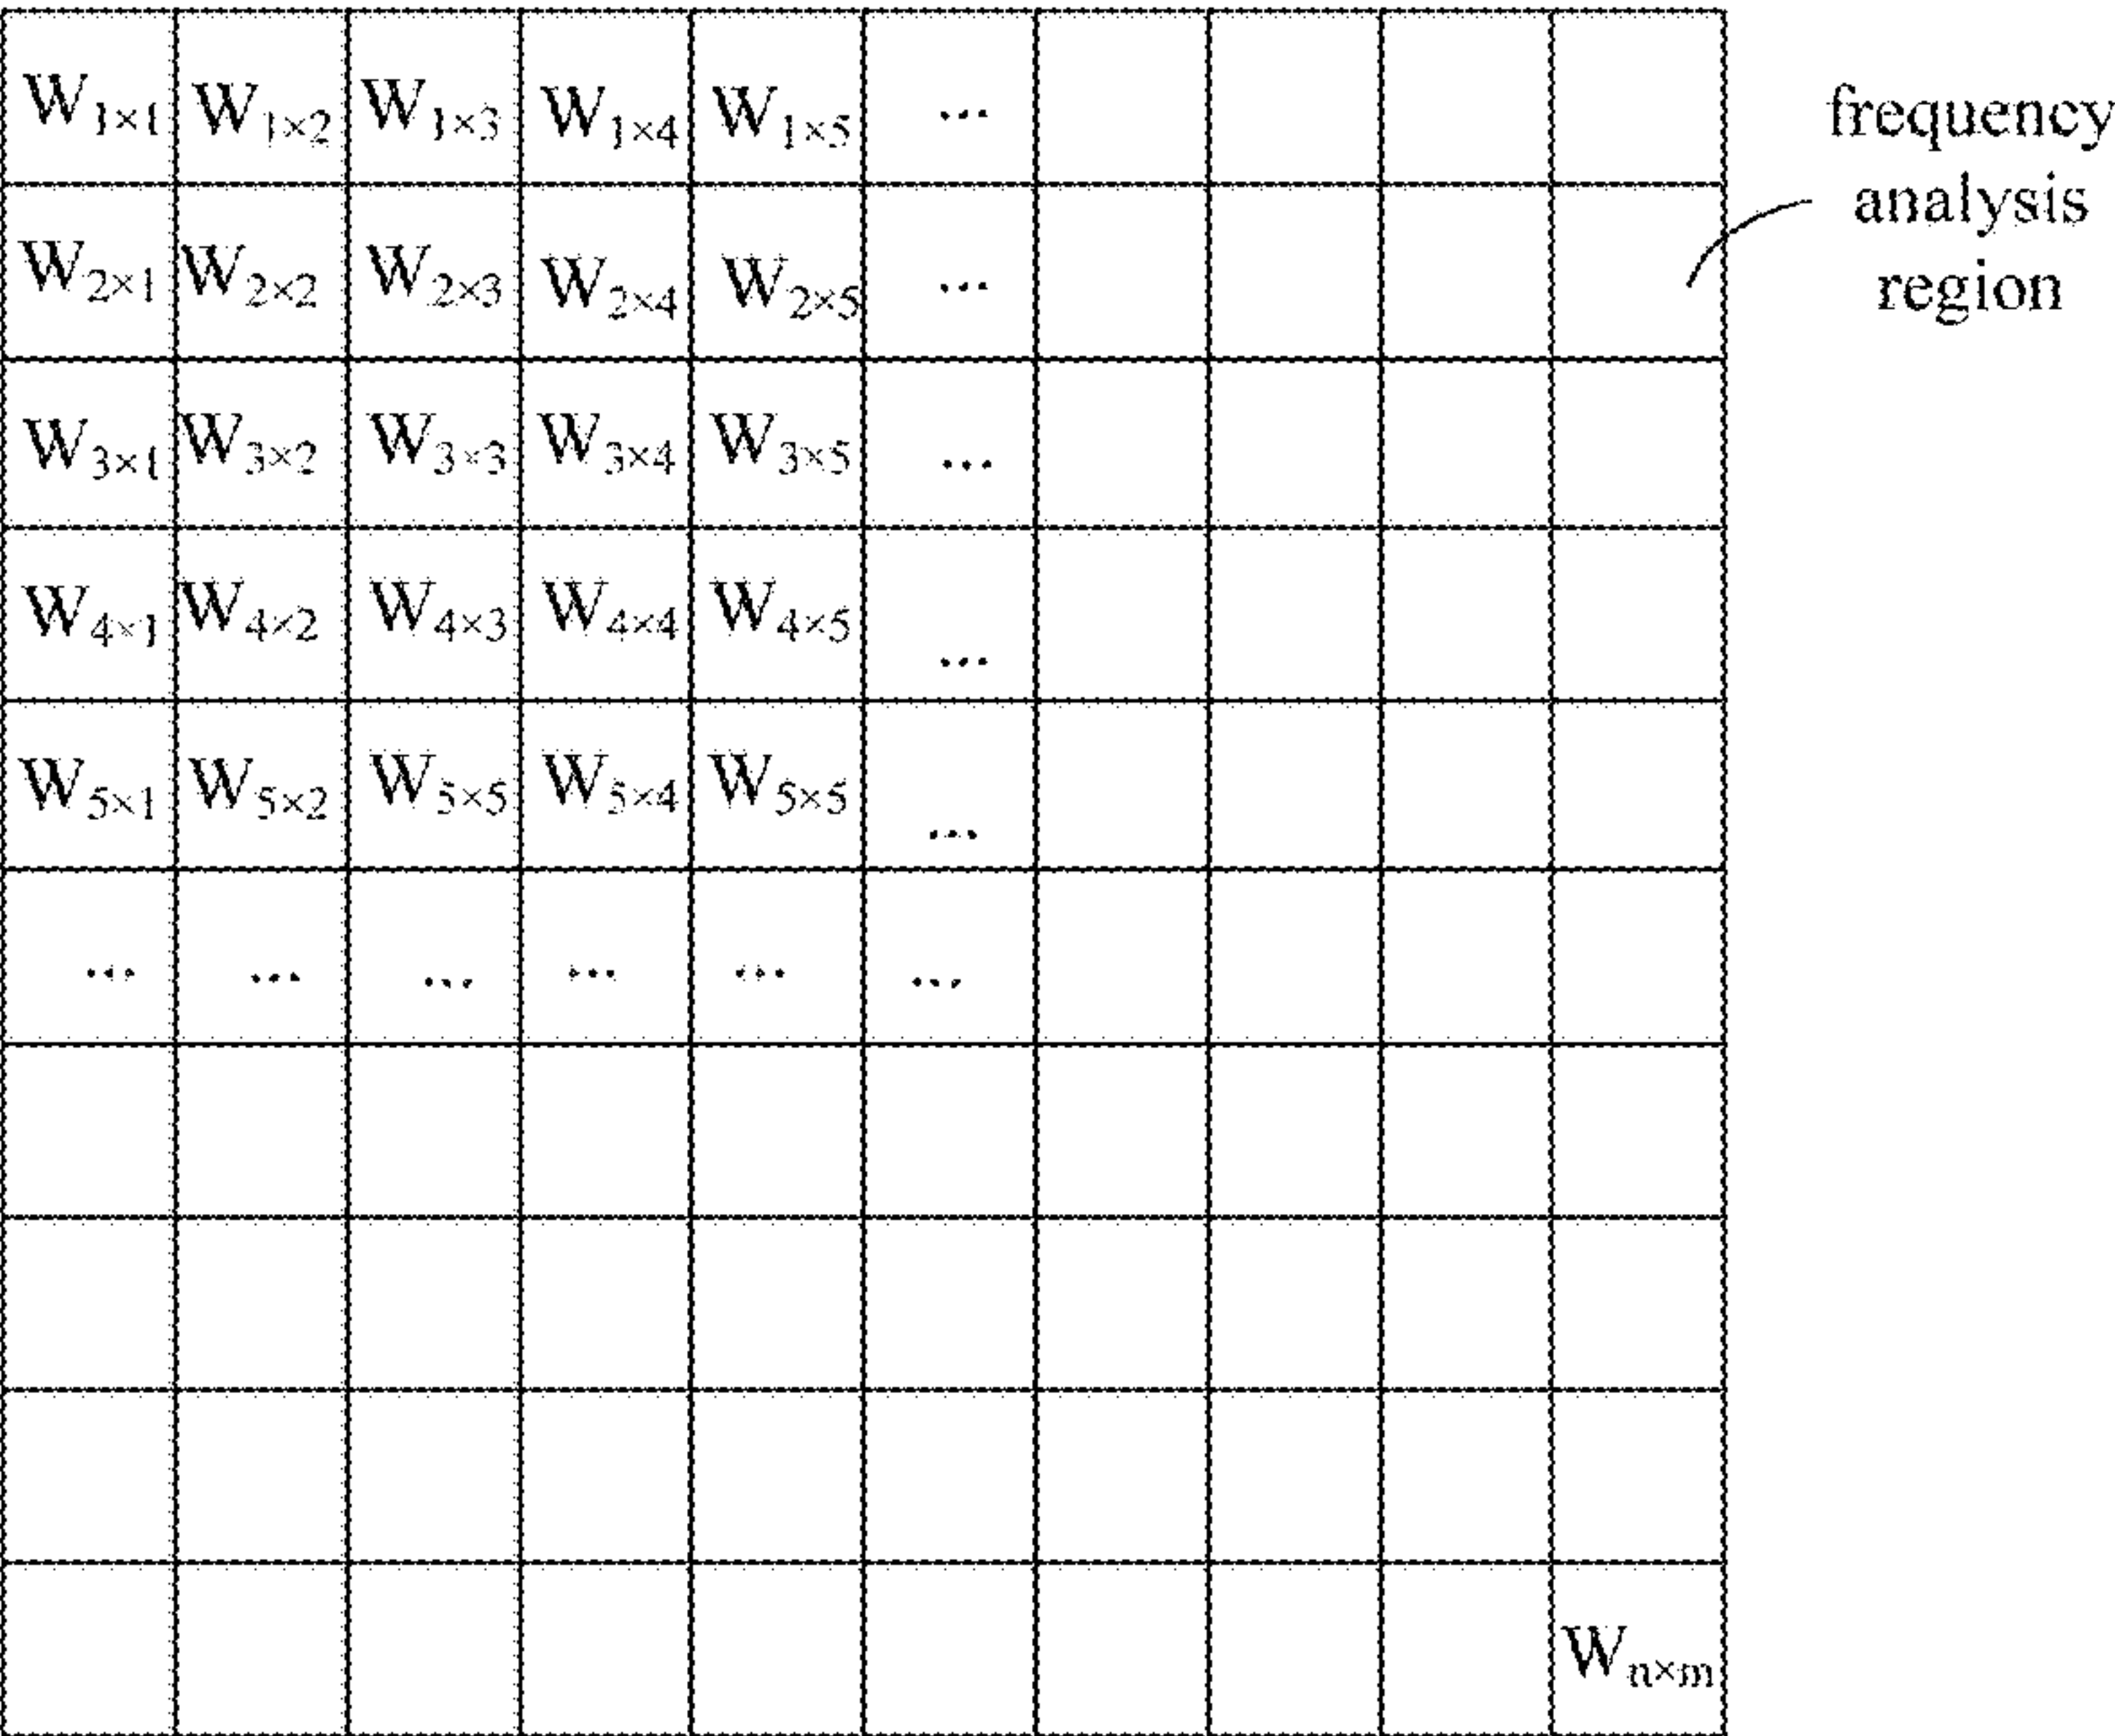 W1×1 W1×2 W1×3 W1×4 W1×5 ...
W2×1 W2×2 W2×3 W2×4 W2×5 ...
W3×1 W3×2 W3×3 W3×4 W3×5 ...
W4×1 W4×2 W4×3 W4×4 W4×5 ...
W5×1 W5×2 W5×5 W5×4 W5×5 ...
... ... ... ... ... ...
Wn×m
frequency
analysis
region